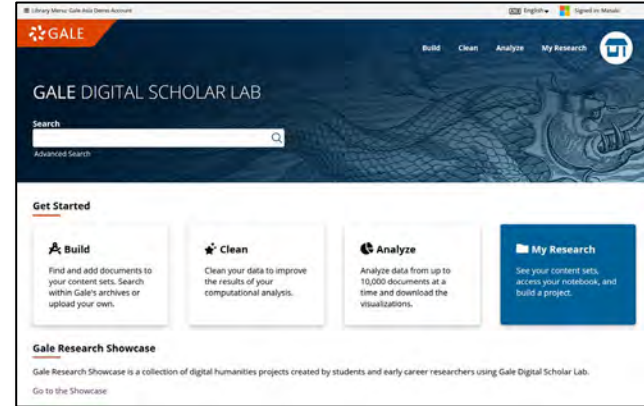 Library Menu: Gale Asia Demo Account
English
Signed in: Masaki
GALE
Build
Clean
Analyze
My Research
GALE DIGITAL SCHOLAR LAB
Search
Advanced Search
Get Started
Build
Find and add documents to
your content sets. Search
within Gale's archives or
upload your own.
Clean
Clean your data to improve
the results of your
computational analysis.
Analyze
Analyze data from up to
10,000 documents at a
time and download the
visualizations.
My Research
See your content sets,
access your notebook, and
build a project.
Gale Research Showcase
Gale Research Showcase is a collection of digital humanities projects created by students and early career researchers using Gale Digital Scholar Lab.
Go to the Showcase